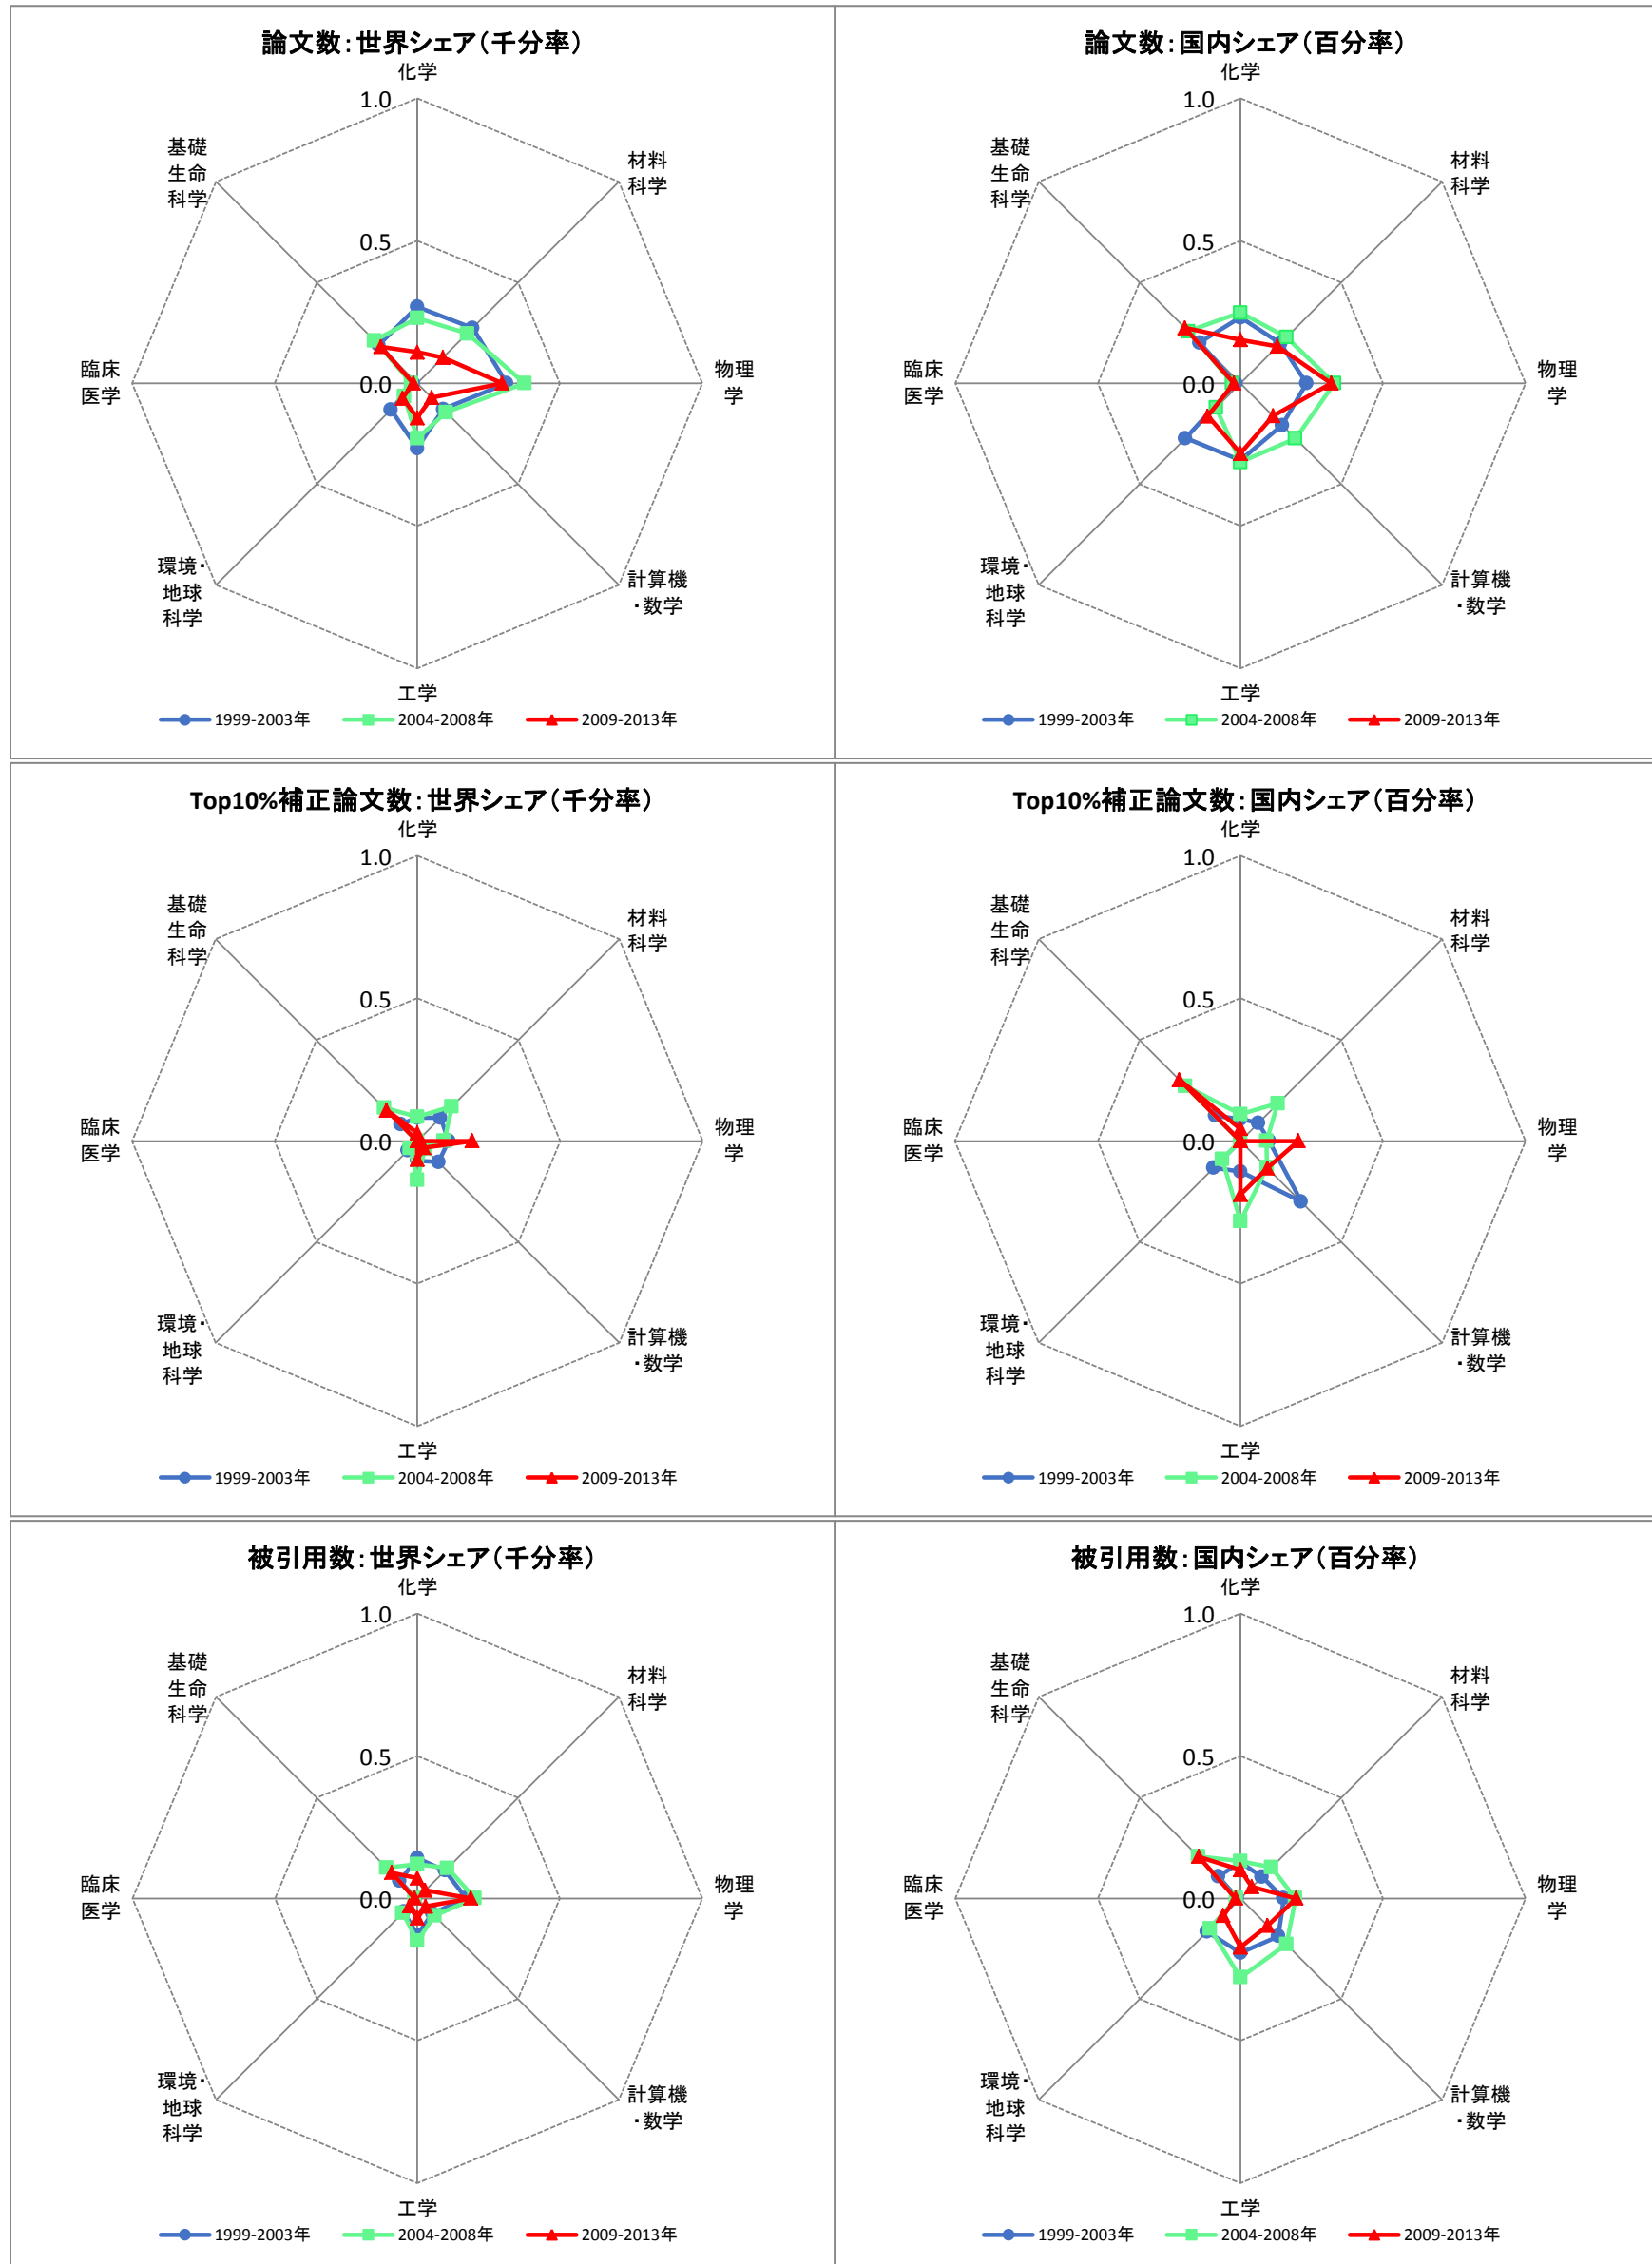 論文数：世界シェア（千分率）
化学
1.0
基礎
生命
科学
材料
科学
0.5
臨床
医学
0.0
物理
学
環境・
地球
科学
計算機
・数学
工学
1999-2003年
2004-2008年
2009-2013年
論文数：国内シェア（百分率）
化学
1.0
基礎
生命
科学
材料
科学
0.5
臨床
医学
0.0
物理
学
環境・
地球
科学
計算機
・数学
工学
1999-2003年
2004-2008年
2009-2013年
Top10%補正論文数：世界シェア（千分率）
化学
1.0
基礎
生命
科学
材料
科学
0.5
臨床
医学
0.0
物理
学
環境・
地球
科学
計算機
・数学
工学
1999-2003年
2004-2008年
2009-2013年
Top10%補正論文数：国内シェア（百分率）
化学
1.0
基礎
生命
科学
材料
科学
0.5
臨床
医学
0.0
物理
学
環境・
地球
科学
計算機
・数学
工学
1999-2003年
2004-2008年
2009-2013年
被引用数：世界シェア（千分率）
化学
1.0
基礎
生命
科学
材料
科学
0.5
臨床
医学
0.0
物理
学
環境・
地球
科学
計算機
・数学
工学
1999-2003年
2004-2008年
2009-2013年
被引用数：国内シェア（百分率）
化学
1.0
基礎
生命
科学
材料
科学
0.5
臨床
医学
0.0
物理
学
環境・
地球
科学
計算機
・数学
工学
1999-2003年
2004-2008年
2009-2013年